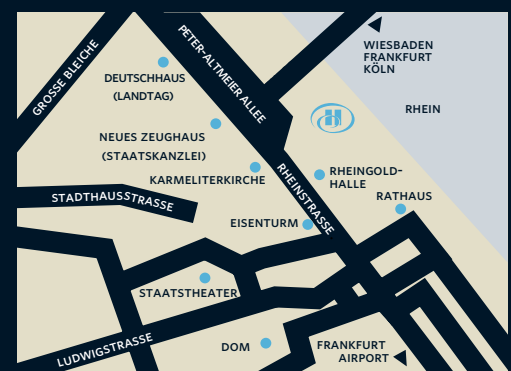 GROSSE BLEICHE
PETER-ALTMEIER ALLEE
WIESBADEN
FRANKFURT
KÖLN
DEUTSCHHAUS
(LANDTAG)
RHEIN
H
NEUES ZEUGHAUS
(STAATSKANZLEI)
KARMELITERKIRCHE
RHEINGOLD-
HALLE
RHEINSTRASSE
STADTHAUSSTRASSE
RATHAUS
EISENTURM
STAATSTHEATER
LUDWIGSTRASSE
DOM
FRANKFURT
AIRPORT